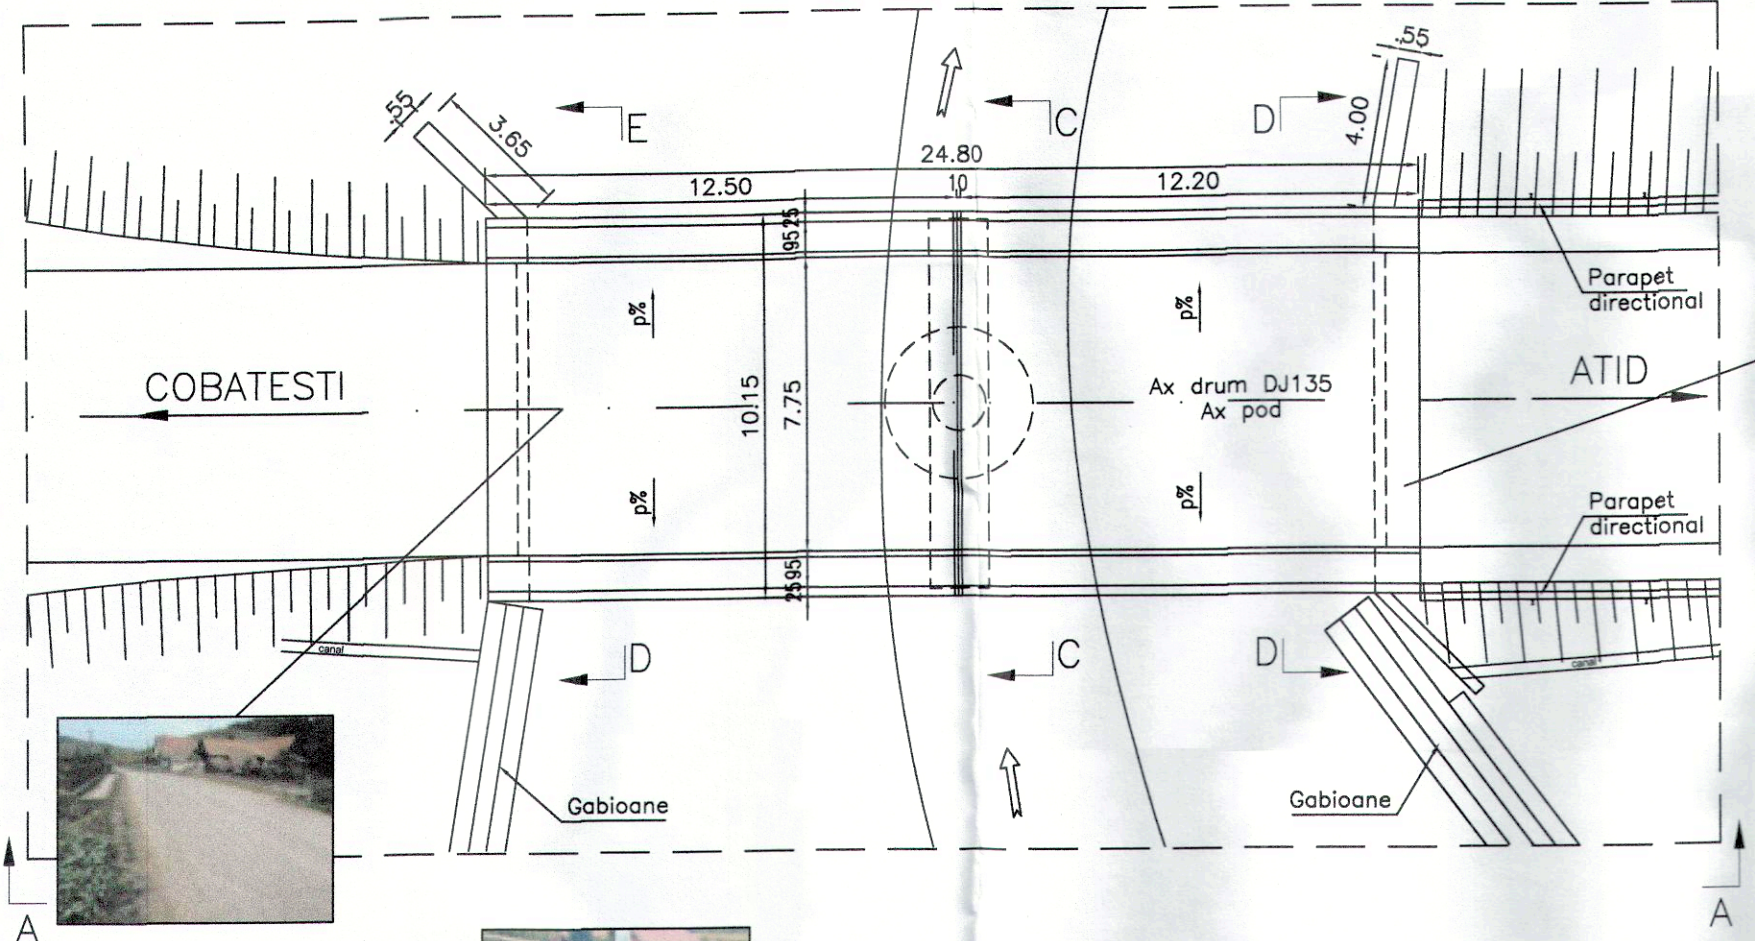 .55
.55
3.65
E
C
D
4.00
24.80
12.50
10
12.20
25
95
Parapet
directional
p%
p%
COBATESTI
10.15
7.75
Ax drum DJ135
Ax pod
ATID
p%
p%
Parapet
directional
95
25
canal
D
C
D
canal
Gabioane
Gabioane
A
A